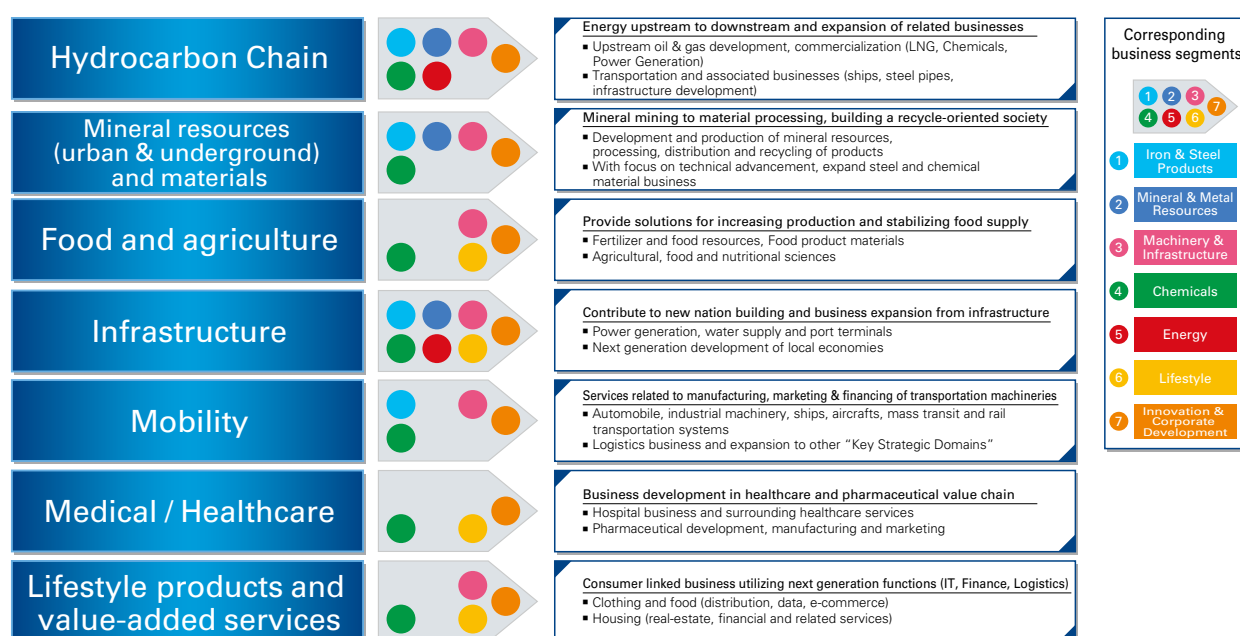 Hydrocarbon Chain
Energy upstream to downstream and expansion of related businesses
▪ Upstream oil & gas development, commercialization (LNG, Chemicals,
Power Generation)
▪ Transportation and associated businesses (ships, steel pipes,
infrastructure development)
Mineral resources
(urban & underground)
and materials
Mineral mining to material processing, building a recycle-oriented society
▪ Development and production of mineral resources,
processing, distribution and recycling of products
▪ With focus on technical advancement, expand steel and chemical
material business
Food and agriculture
Provide solutions for increasing production and stabilizing food supply
▪ Fertilizer and food resources, Food product materials
▪ Agricultural, food and nutritional sciences
Infrastructure
Contribute to new nation building and business expansion from infrastructure
▪ Power generation, water supply and port terminals
▪ Next generation development of local economies
Mobility
Services related to manufacturing, marketing & financing of transportation machineries
▪ Automobile, industrial machinery, ships, aircrafts, mass transit and rail
transportation systems
▪ Logistics business and expansion to other “Key Strategic Domains”
Medical / Healthcare
Business development in healthcare and pharmaceutical value chain
▪ Hospital business and surrounding healthcare services
▪ Pharmaceutical development, manufacturing and marketing
Lifestyle products and
value-added services
Consumer linked business utilizing next generation functions (IT, Finance, Logistics)
▪ Clothing and food (distribution, data, e-commerce)
▪ Housing (real-estate, financial and related services)
Corresponding
business segments
1 2 3
7
4 5 6
1 Iron & Steel
Products
2 Mineral & Metal
Resources
3 Machinery &
Infrastructure
4 Chemicals
5 Energy
6 Lifestyle
7 Innovation &
Corporate
Development